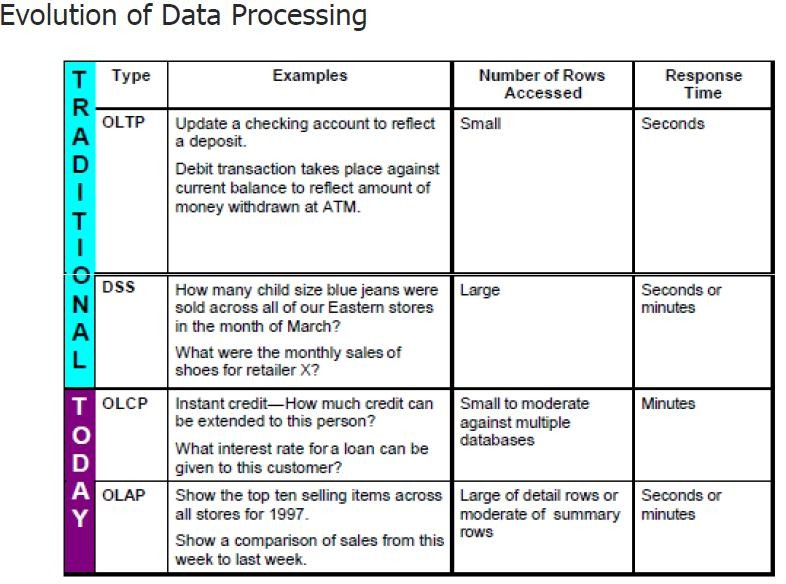 Evolution of Data Processing
TRADITIONAL
Type
Examples
Number of Rows
Accessed
Response
Time
OLTP
Update a checking account to reflect
a deposit.
Debit transaction takes place against
current balance to reflect amount of
money withdrawn at ATM.
Small
Seconds
DSS
How many child size blue jeans were
sold across all of our Eastern stores
in the month of March?
What were the monthly sales of
shoes for retailer X?
Large
Seconds or
minutes
TODAY
OLCP
Instant credit—How much credit can
be extended to this person?
What interest rate for a loan can be
given to this customer?
Small to moderate
against multiple
databases
Minutes
OLAP
Show the top ten selling items across
all stores for 1997.
Show a comparison of sales from this
week to last week.
Large of detail rows or
moderate of summary
rows
Seconds or
minutes